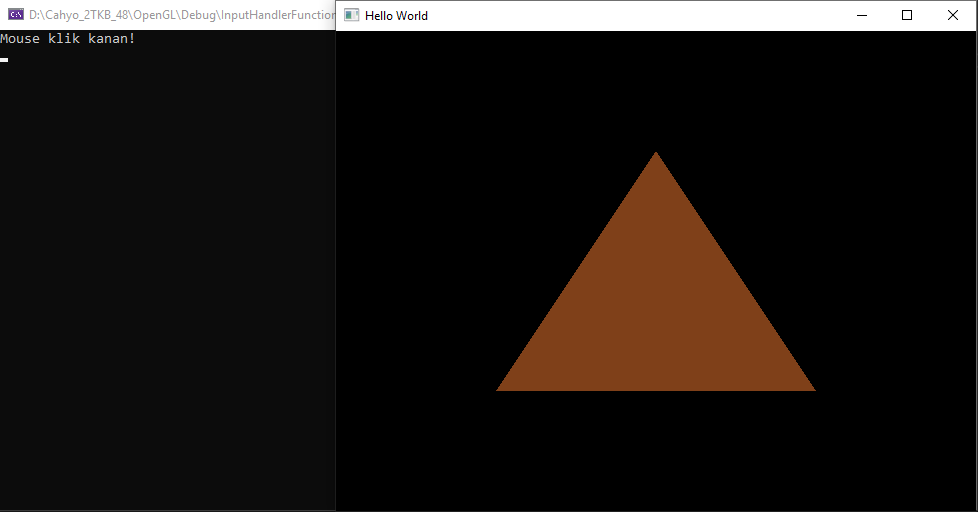 D:\Cahyo_2TKB_48\OpenGL\Debug\InputHandlerFunction
Hello World
Mouse klik kanan!